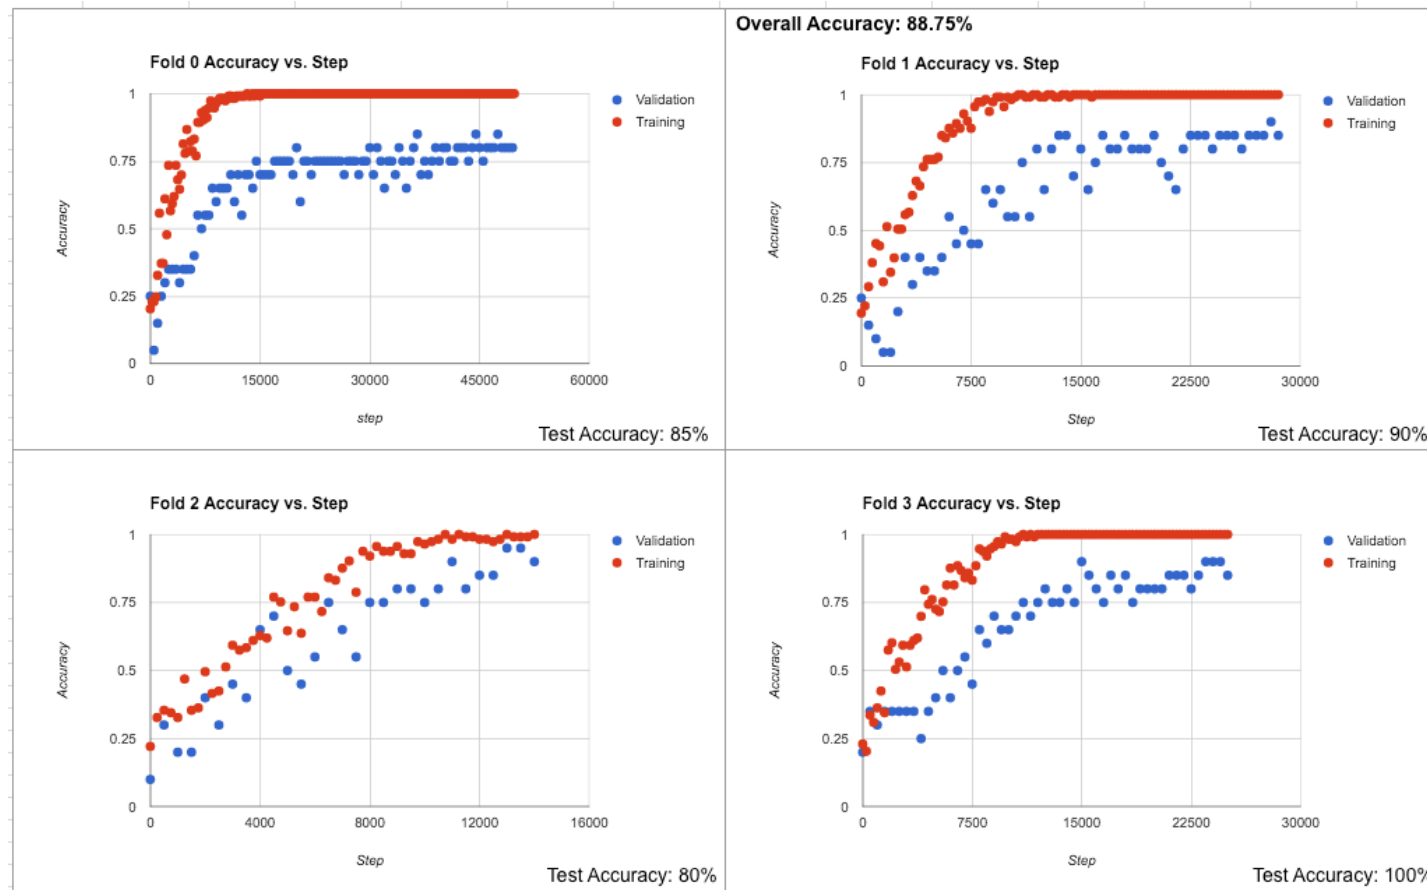 Overall Accuracy: 88.75%
Fold 0 Accuracy vs. Step
1
0.75
0.5
0.25
0
Accuracy
0
15000
30000
45000
60000
step
Validation
Training
Test Accuracy: 85%
Fold 1 Accuracy vs. Step
1
0.75
0.5
0.25
0
Accuracy
0
7500
15000
22500
30000
Step
Validation
Training
Test Accuracy: 90%
Fold 2 Accuracy vs. Step
1
0.75
0.5
0.25
0
Accuracy
0
4000
8000
12000
16000
Step
Validation
Training
Test Accuracy: 80%
Fold 3 Accuracy vs. Step
1
0.75
0.5
0.25
0
Accuracy
0
7500
15000
22500
30000
Step
Validation
Training
Test Accuracy: 100%